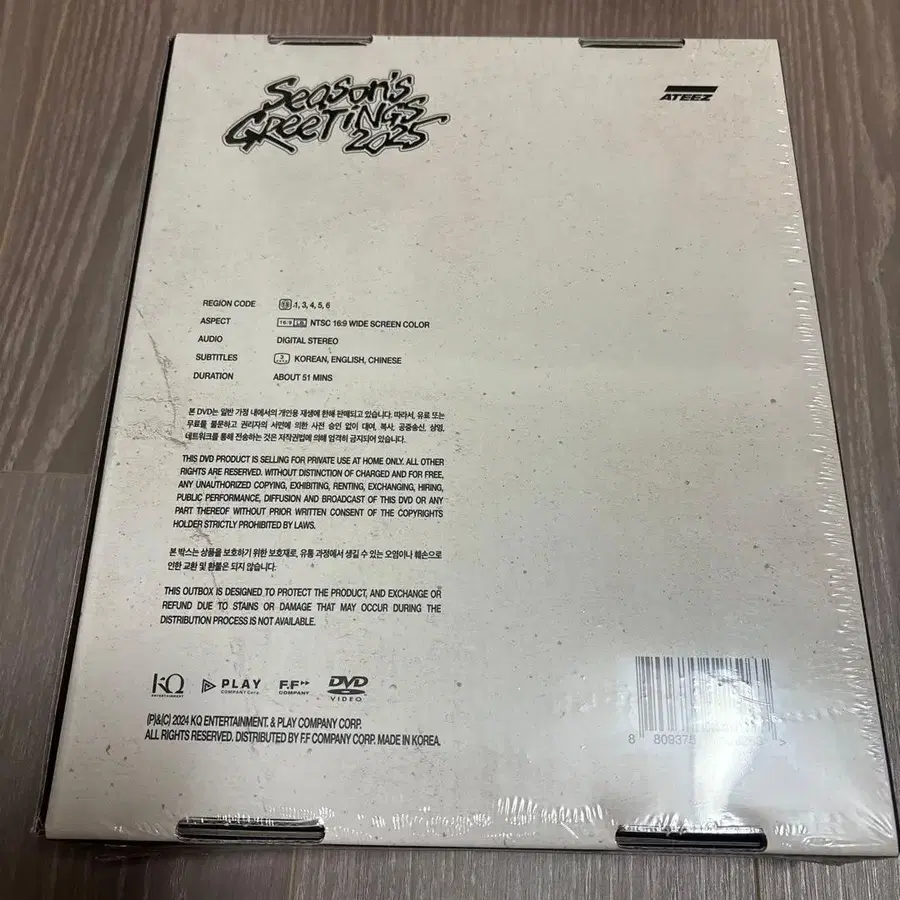 Season's
GReeTiNGS
2025
ATEEZ
REGION CODE 1, 3, 4, 5, 6
ASPECT 16:9 LB NTSC 16:9 WIDE SCREEN COLOR
AUDIO DIGITAL STEREO
SUBTITLES 3 KOREAN, ENGLISH, CHINESE
DURATION ABOUT 51 MINS
본 DVD는 일반 가정 내에서의 개인용 재생에 한해 판매되고 있습니다. 따라서, 유료 또는
무료를 불문하고 권리자의 서면에 의한 사전 승인 없이 대여, 복사, 공중송신, 상영,
네트워크를 통해 전송하는 것은 저작권법에 의해 엄격히 금지되어 있습니다.
THIS DVD PRODUCT IS SELLING FOR PRIVATE USE AT HOME ONLY. ALL OTHER
RIGHTS ARE RESERVED. WITHOUT DISTINCTION OF CHARGED AND FOR FREE,
ANY UNAUTHORIZED COPYING, EXHIBITING, RENTING, EXCHANGING, HIRING,
PUBLIC PERFORMANCE, DIFFUSION AND BROADCAST OF THIS DVD OR ANY
PART THEREOF WITHOUT PRIOR WRITTEN CONSENT OF THE COPYRIGHTS
HOLDER STRICTLY PROHIBITED BY LAWS.
본 박스는 상품을 보호하기 위한 보호재로, 유통 과정에서 생길 수 있는 오염이나 훼손으로
인한 교환 및 환불은 되지 않습니다.
THIS OUTBOX IS DESIGNED TO PROTECT THE PRODUCT, AND EXCHANGE OR
REFUND DUE TO STAINS OR DAMAGE THAT MAY OCCUR DURING THE
DISTRIBUTION PROCESS IS NOT AVAILABLE.
KQ ENTERTAINMENT PLAY COMPANY Corp. F.F COMPANY DVD VIDEO
(P)&(C) 2024 KQ ENTERTAINMENT. & PLAY COMPANY CORP.
ALL RIGHTS RESERVED. DISTRIBUTED BY F.F COMPANY CORP. MADE IN KOREA.
8 809375